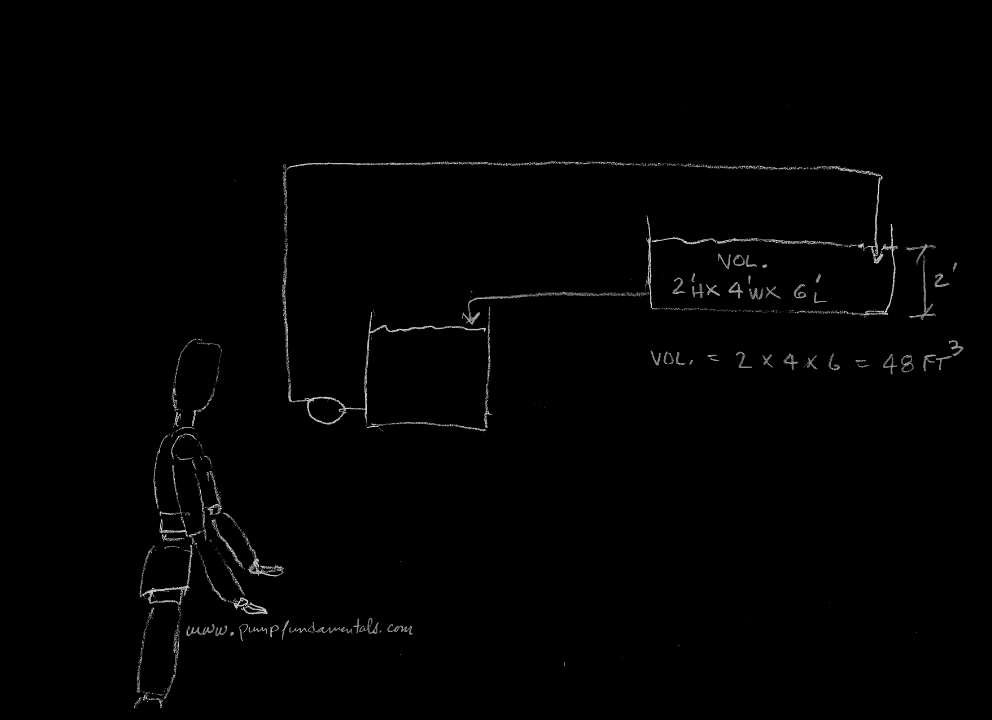 VOL.
2'H X 4'W X 6'L
2'
VOL. = 2 X 4 X 6 = 48 FT³
www.pumpfundamentals.com